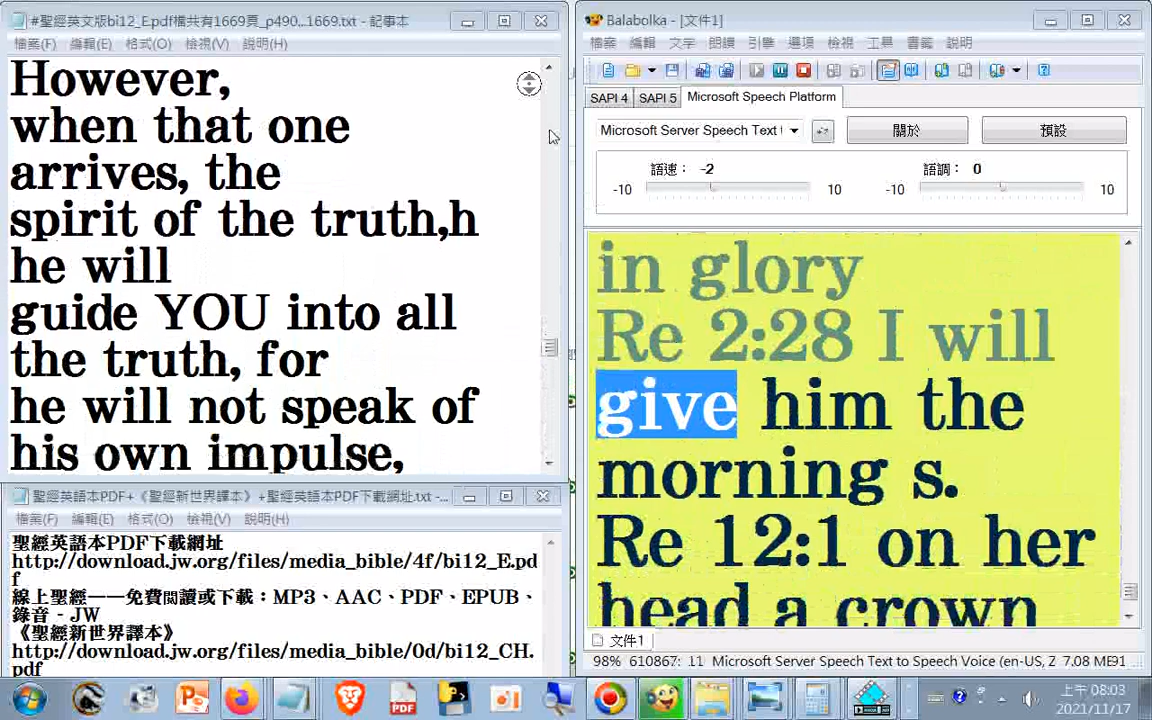 #聖經英文版bi12_E.pdf檔共有1669頁_p490,..1669.txt - 記事本
檔案(F) 編輯(E) 格式(O) 檢視(V) 說明(H)
However,
when that one
arrives, the
spirit of the truth,h
he will
guide YOU into all
the truth, for
he will not speak of
his own impulse,
聖經英語本PDF+《聖經新世界譯本》+聖經英語本PDF下載網址.txt - ...
檔案(F) 編輯(E) 格式(O) 檢視(V) 說明(H)
聖經英語本PDF下載網址
http://download.jw.org/files/media_bible/4f/bi12_E.pd
f
線上聖經——免費閱讀或下載：MP3、AAC、PDF、EPUB、
錄音 - JW
《聖經新世界譯本》
http://download.jw.org/files/media_bible/0d/bi12_CH.
pdf
Balabolka - [文件1]
檔案 編輯 文字 朗讀 引擎 選項 檢視 工具 書籤 說明
SAPI 4 SAPI 5 Microsoft Speech Platform
Microsoft Server Speech Text 關於 預設
語速： -2 語調： 0
-10 10 -10 10
in glory
Re 2:28 I will
give him the
morning s.
Re 12:1 on her
head a crown
文件1
98% 610867: 11 Microsoft Server Speech Text to Speech Voice (en-US, Z 7.08 ME91
PDF
上午 08:03
2021/11/17